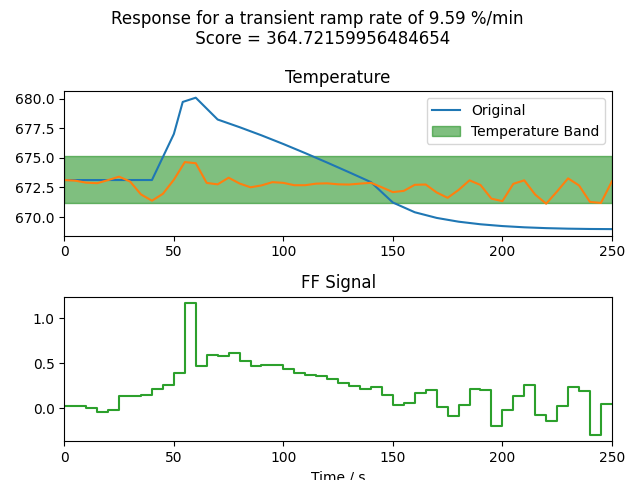 Response for a transient ramp rate of 9.59 %/min
Score = 364.72159956484654
Temperature
680.0
677.5
675.0
672.5
670.0
Original
Temperature Band
0 50 100 150 200 250
FF Signal
1.0
0.5
0.0
0 50 100 150 200 250
Time / s